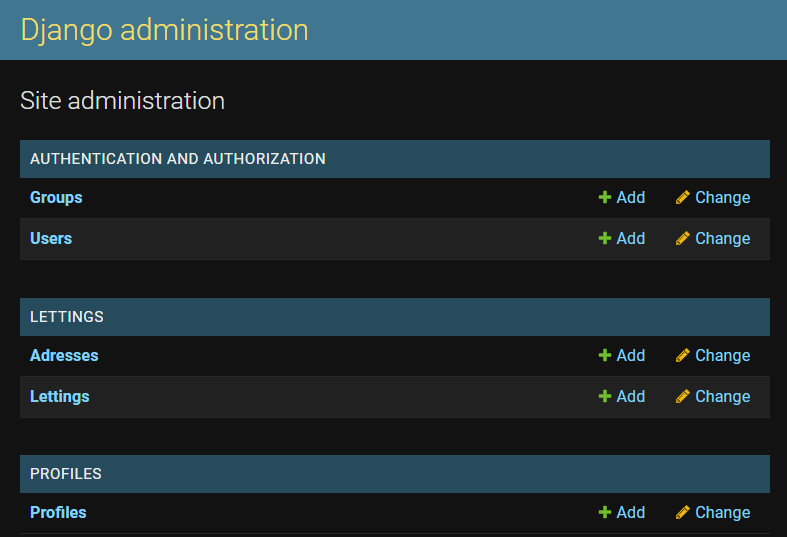 Django administration
Site administration
AUTHENTICATION AND AUTHORIZATION
Groups Add Change
Users Add Change
LETTINGS
Adresses Add Change
Lettings Add Change
PROFILES
Profiles Add Change